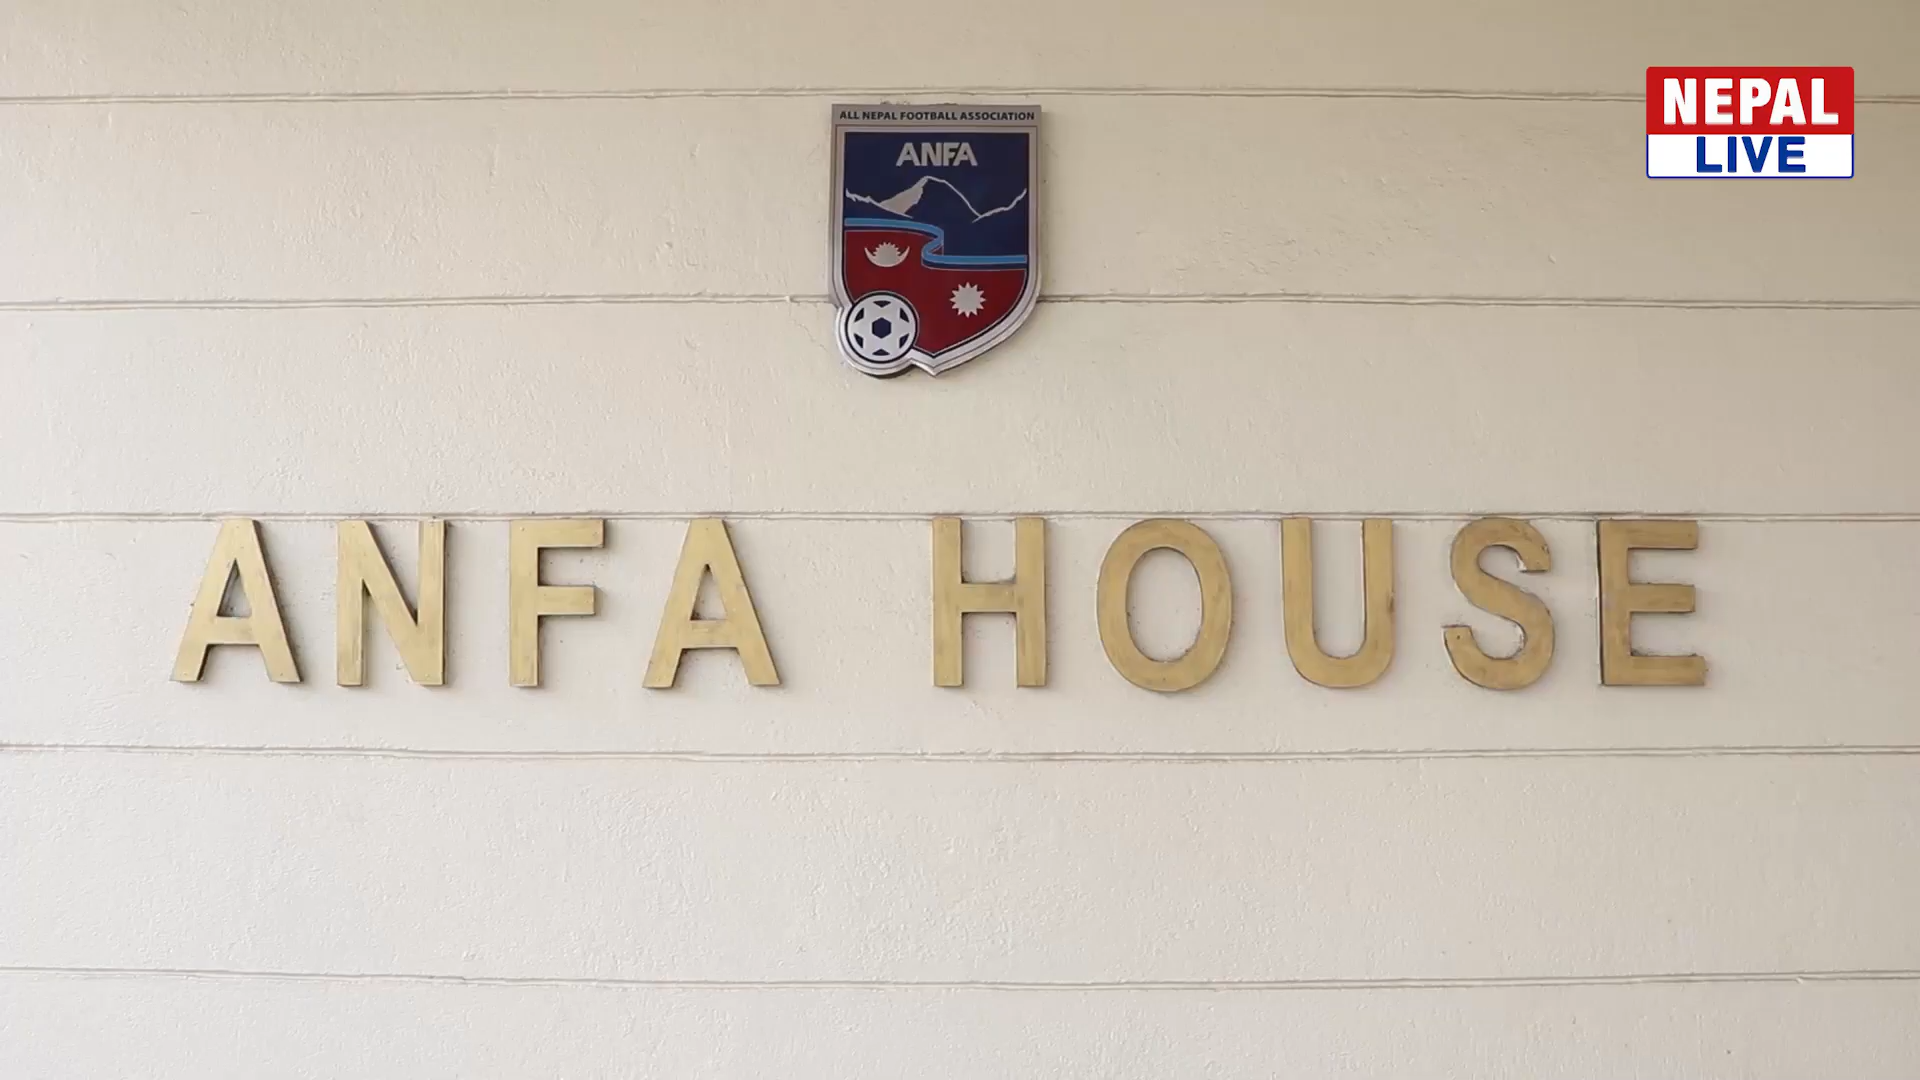 NEPAL
LIVE
ALL NEPAL FOOTBALL ASSOCIATION
ANFA
ANFA HOUSE